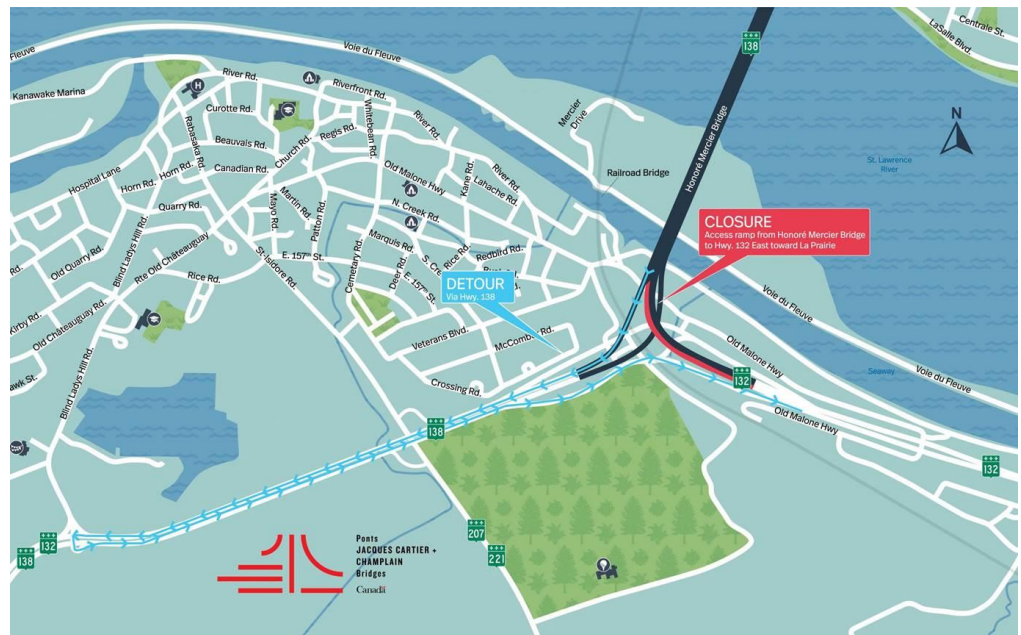 Fleuve
Voie du Fleuve
138
Centrale St.
LaSalle Blvd.
Kanawake Marina
River Rd.
H
Riverfront Rd.
Curotte Rd.
Whitebean Rd.
River Rd.
Mercier
Drive
Honoré Mercier Bridge
N
Rabasaka Rd.
Beauvais Rd.
Church Rd.
Regis Rd.
Canadian Rd.
Old Malone Hwy
Kane Rd.
River Rd.
Lahache Rd.
Railroad Bridge
St. Lawrence
River
Hospital Lane
Horn Rd.
Horn Rd.
Quarry Rd.
Mayo Rd.
Martin Rd.
Patton Rd.
N. Creek Rd.
CLOSURE
Access ramp from Honoré Mercier Bridge
to Hwy. 132 East toward La Prairie
Rd.
Old Quarry Rd.
Blind Ladys Hill Rd.
Rte Old Châteauguay
St-Isidore Rd.
E. 157th St.
Cemetary Rd.
Marquis Rd.
Deer Rd.
S. C
Rice Rd.
Redbird Rd.
E. 157th St.
Rice Rd.
DETOUR
Via Hwy. 138
Voie du Fleuve
Kirby Rd.
Old Châteauguay Rd.
Veterans Blvd.
McComb
Rd.
Old Malone Hwy
Seaway
Voie du Fleuve
awk St.
Blind Ladys Hill Rd.
Crossing Rd.
132
Old Malone Hwy
138
132
207
221
138
132
Ponts
JACQUES CARTIER +
CHAMPLAIN
Bridges
Canada